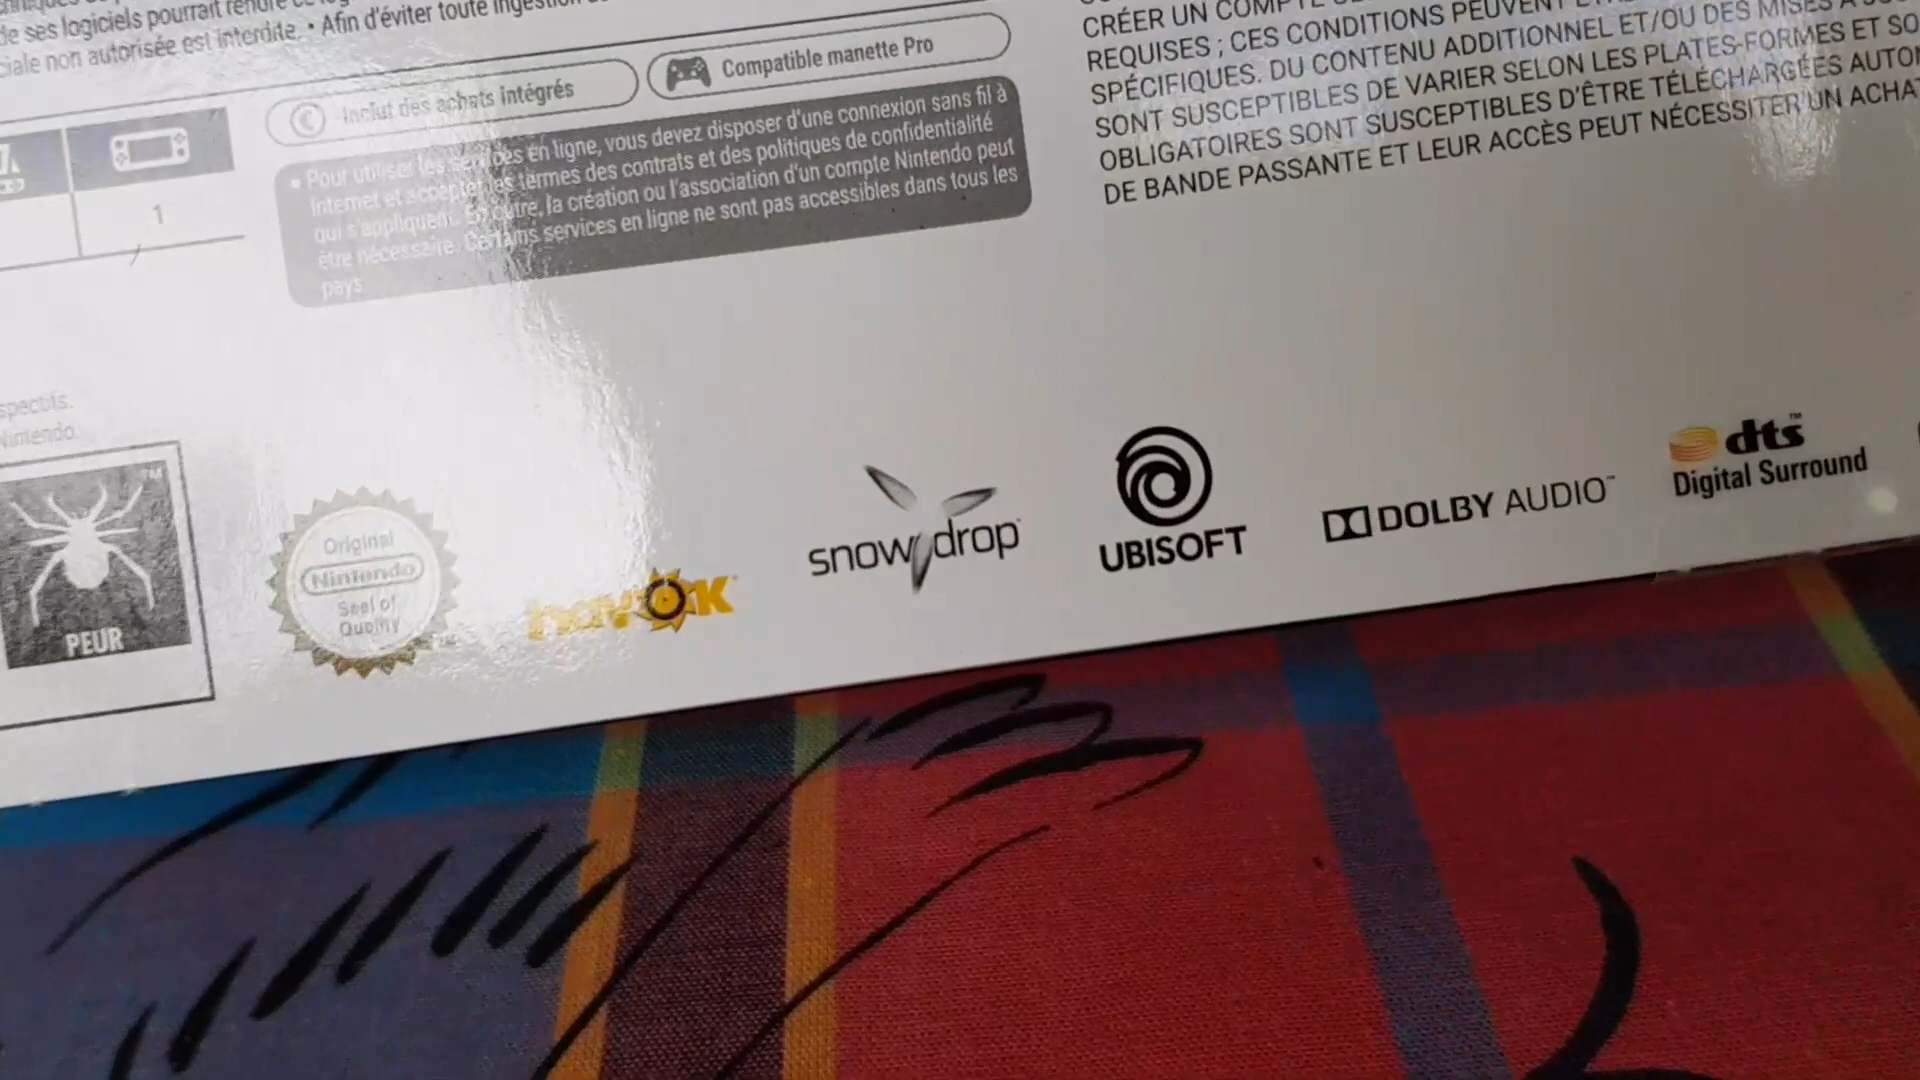 de ses logiciels pourrait rendre
ciale non autorisée est interdite. • Afin d'éviter toute ingestion
Inclut des achats intégrés
Compatible manette Pro
1
• Pour utiliser les services en ligne, vous devez disposer d'une connexion sans fil à
Internet et accepter les termes des contrats et des politiques de confidentialité
qui s'appliquent. En outre, la création ou l'association d'un compte Nintendo peut
être nécessaire. Certains services en ligne ne sont pas accessibles dans tous les
pays.
CRÉER UN
REQUISES ; CES CONDITIONS PEUVENT
SPÉCIFIQUES. DU CONTENU ADDITIONNEL ET/OU DES MISES À
SONT SUSCEPTIBLES DE VARIER SELON LES PLATES-FORMES ET
OBLIGATOIRES SONT SUSCEPTIBLES D'ÊTRE TÉLÉCHARGÉES
DE BANDE PASSANTE ET LEUR ACCÈS PEUT NÉCESSITER UN
Nintendo.
PEUR
Original
Nintendo
Seal of
Quality
havok
snowdrop
UBISOFT
DOLBY AUDIO™
dts™
Digital Surround